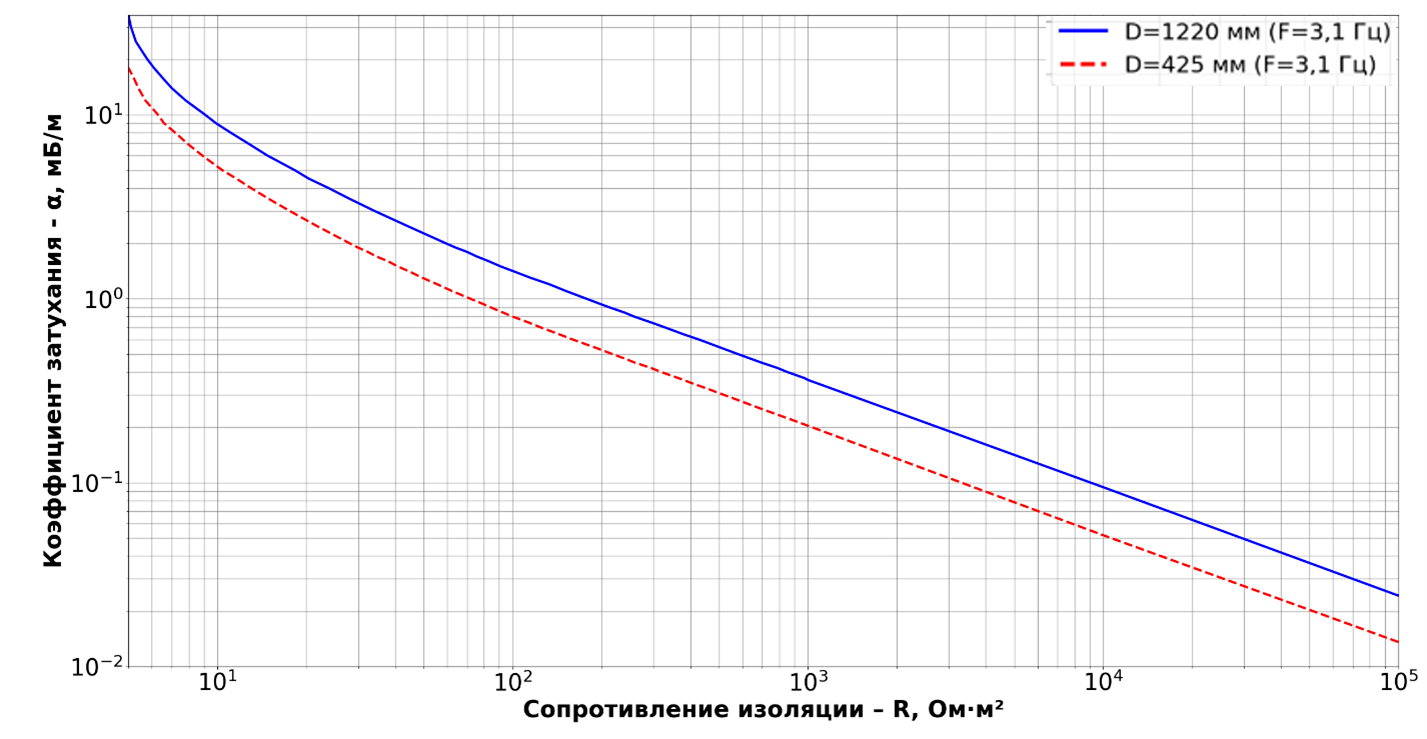 D=1220 мм (F=3,1 Гц)
D=425 мм (F=3,1 Гц)
Коэффициент затухания - α, мБ/м
10¹
10⁰
10⁻¹
10⁻²
10¹ 10² 10³ 10⁴ 10⁵
Сопротивление изоляции – R, Ом·м²